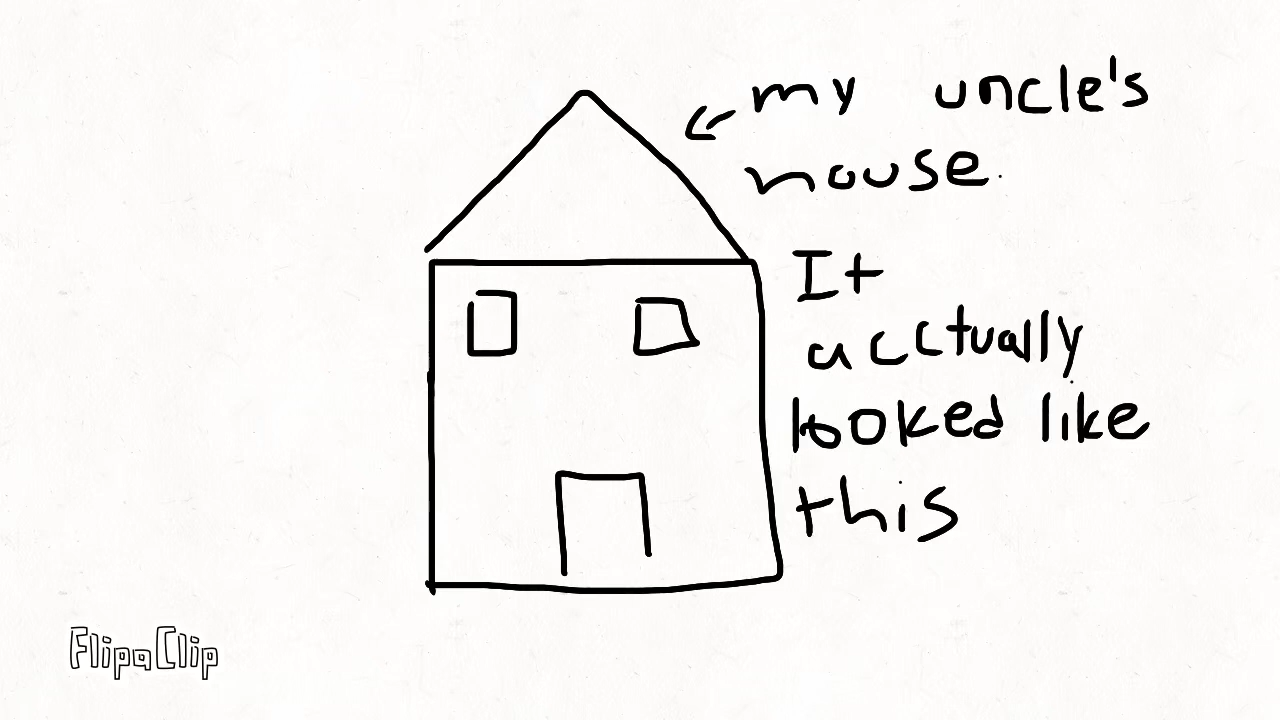 my uncle's
house.
It
acctually
looked like
this
FlipaClip